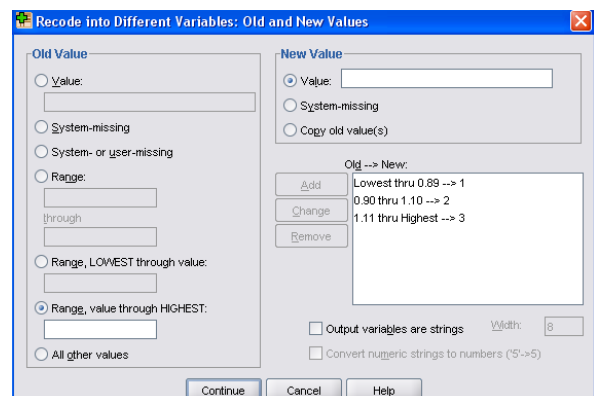 Recode into Different Variables: Old and New Values
Old Value
Value:
System-missing
System- or user-missing
Range:
through
Range, LOWEST through value:
Range, value through HIGHEST:
All other values
New Value
Value:
System-missing
Copy old value(s)
Old --> New:
Add
Change
Remove
Lowest thru 0.89 --> 1
0.90 thru 1.10 --> 2
1.11 thru Highest --> 3
Output variables are strings
Width: 8
Convert numeric strings to numbers ('5'->5)
Continue
Cancel
Help